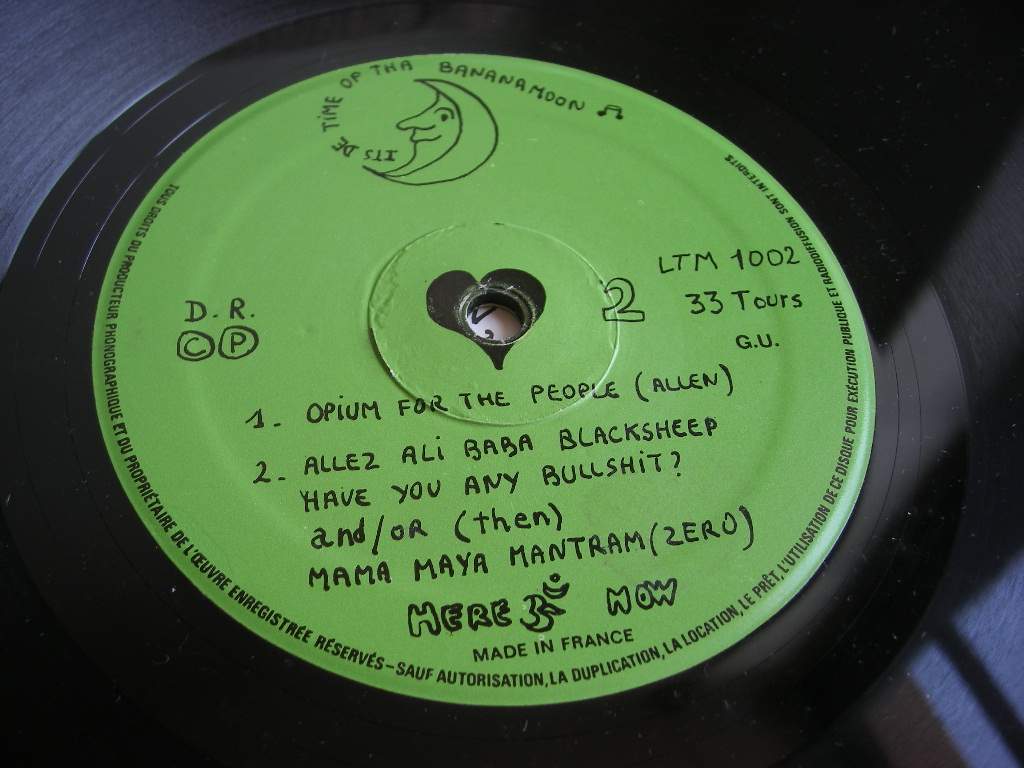 ITS DE TIME OF THA BANANAMOON
LTM 1002
2
33 Tours
G.U.
D. R.
© ℗
1. OPIUM FOR THE PEOPLE (ALLEN)
2. ALLEZ ALI BABA BLACKSHEEP
HAVE YOU ANY BULLSHIT?
and/OR (then)
MAMA MAYA MANTRAM (ZERO)
HERE ॐ NOW
MADE IN FRANCE
TOUS DROITS DU PRODUCTEUR PHONOGRAPHIQUE ET DU PROPRIÉTAIRE DE L'ŒUVRE ENREGISTRÉE RÉSERVÉS-SAUF AUTORISATION, LA DUPLICATION, LA LOCATION, LE PRÊT, L'UTILISATION DE CE DISQUE POUR EXÉCUTION PUBLIQUE ET RADIODIFFUSION SONT INTERDITS